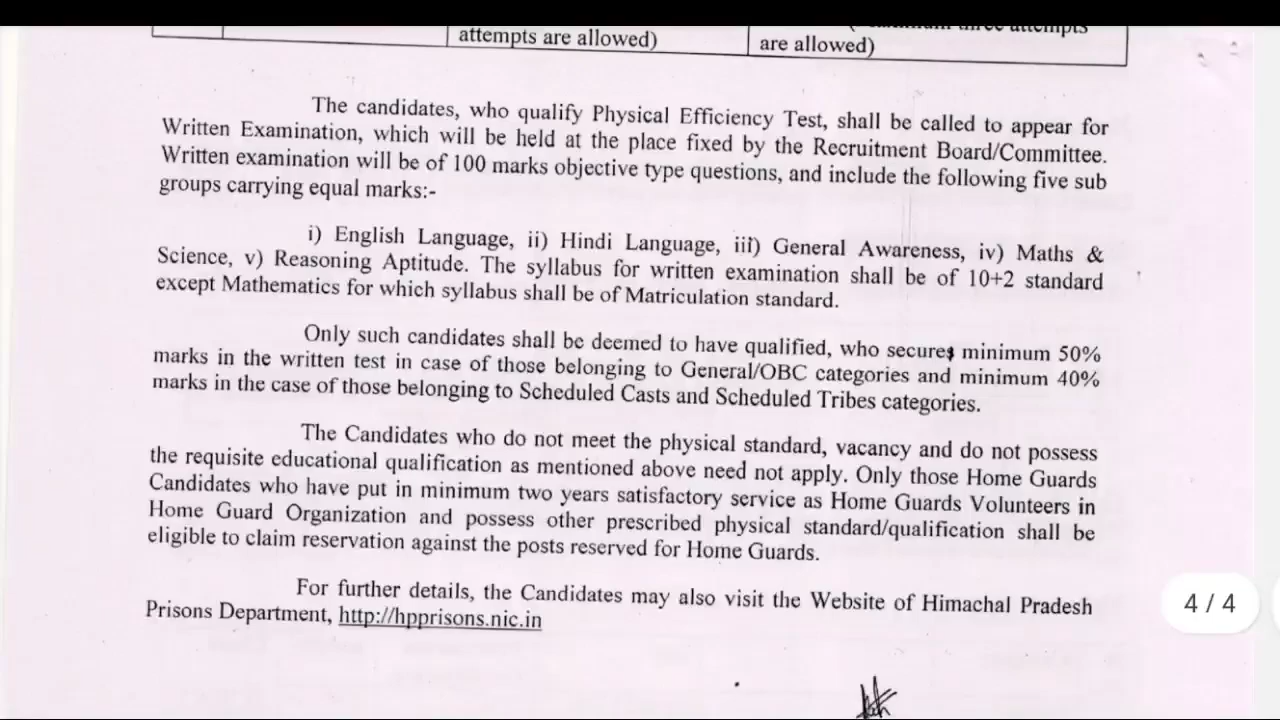 attempts are allowed)
three attempts
are allowed)
The candidates, who qualify Physical Efficiency Test, shall be called to appear for
Written Examination, which will be held at the place fixed by the Recruitment Board/Committee.
Written examination will be of 100 marks objective type questions, and include the following five sub
groups carrying equal marks:-
i) English Language, ii) Hindi Language, iii) General Awareness, iv) Maths &
Science, v) Reasoning Aptitude. The syllabus for written examination shall be of 10+2 standard
except Mathematics for which syllabus shall be of Matriculation standard.
Only such candidates shall be deemed to have qualified, who secures minimum 50%
marks in the written test in case of those belonging to General/OBC categories and minimum 40%
marks in the case of those belonging to Scheduled Casts and Scheduled Tribes categories.
The Candidates who do not meet the physical standard, vacancy and do not possess
the requisite educational qualification as mentioned above need not apply. Only those Home Guards
Candidates who have put in minimum two years satisfactory service as Home Guards Volunteers in
Home Guard Organization and possess other prescribed physical standard/qualification shall be
eligible to claim reservation against the posts reserved for Home Guards.
For further details, the Candidates may also visit the Website of Himachal Pradesh
Prisons Department, http://hpprisons.nic.in
4 / 4